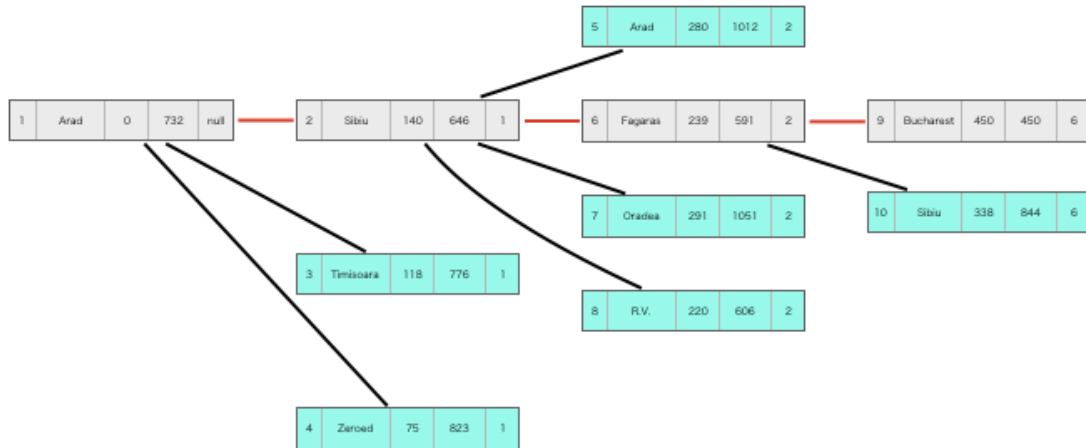 5 Arad 280 1012 2
1 Arad 0 732 null
2 Sibiu 140 646 1
6 Fagaras 239 591 2
9 Bucharest 450 450 6
7 Oradea 291 1051 2
10 Sibiu 338 844 6
3 Timisoara 118 776 1
8 R.V. 220 606 2
4 Zeroed 75 823 1